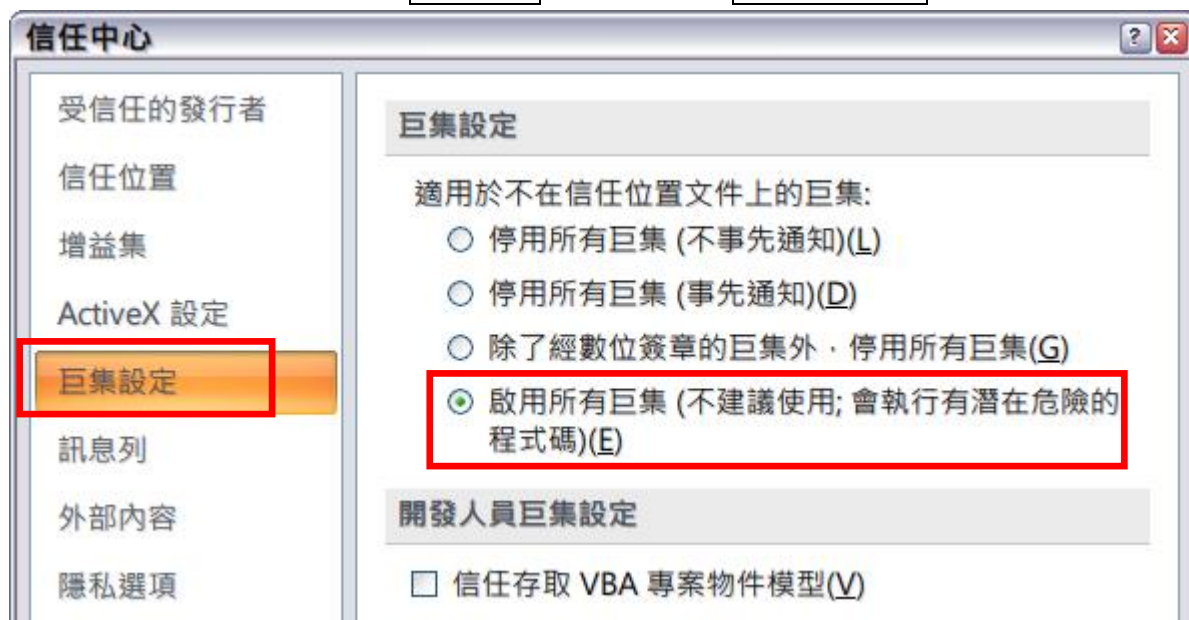 信任中心
受信任的發行者
信任位置
增益集
ActiveX 設定
巨集設定
訊息列
外部內容
隱私選項
巨集設定
適用於不在信任位置文件上的巨集:
停用所有巨集 (不事先通知)(L)
停用所有巨集 (事先通知)(D)
除了經數位簽章的巨集外，停用所有巨集(G)
啟用所有巨集 (不建議使用; 會執行有潛在危險的
程式碼)(E)
開發人員巨集設定
信任存取 VBA 專案物件模型(V)